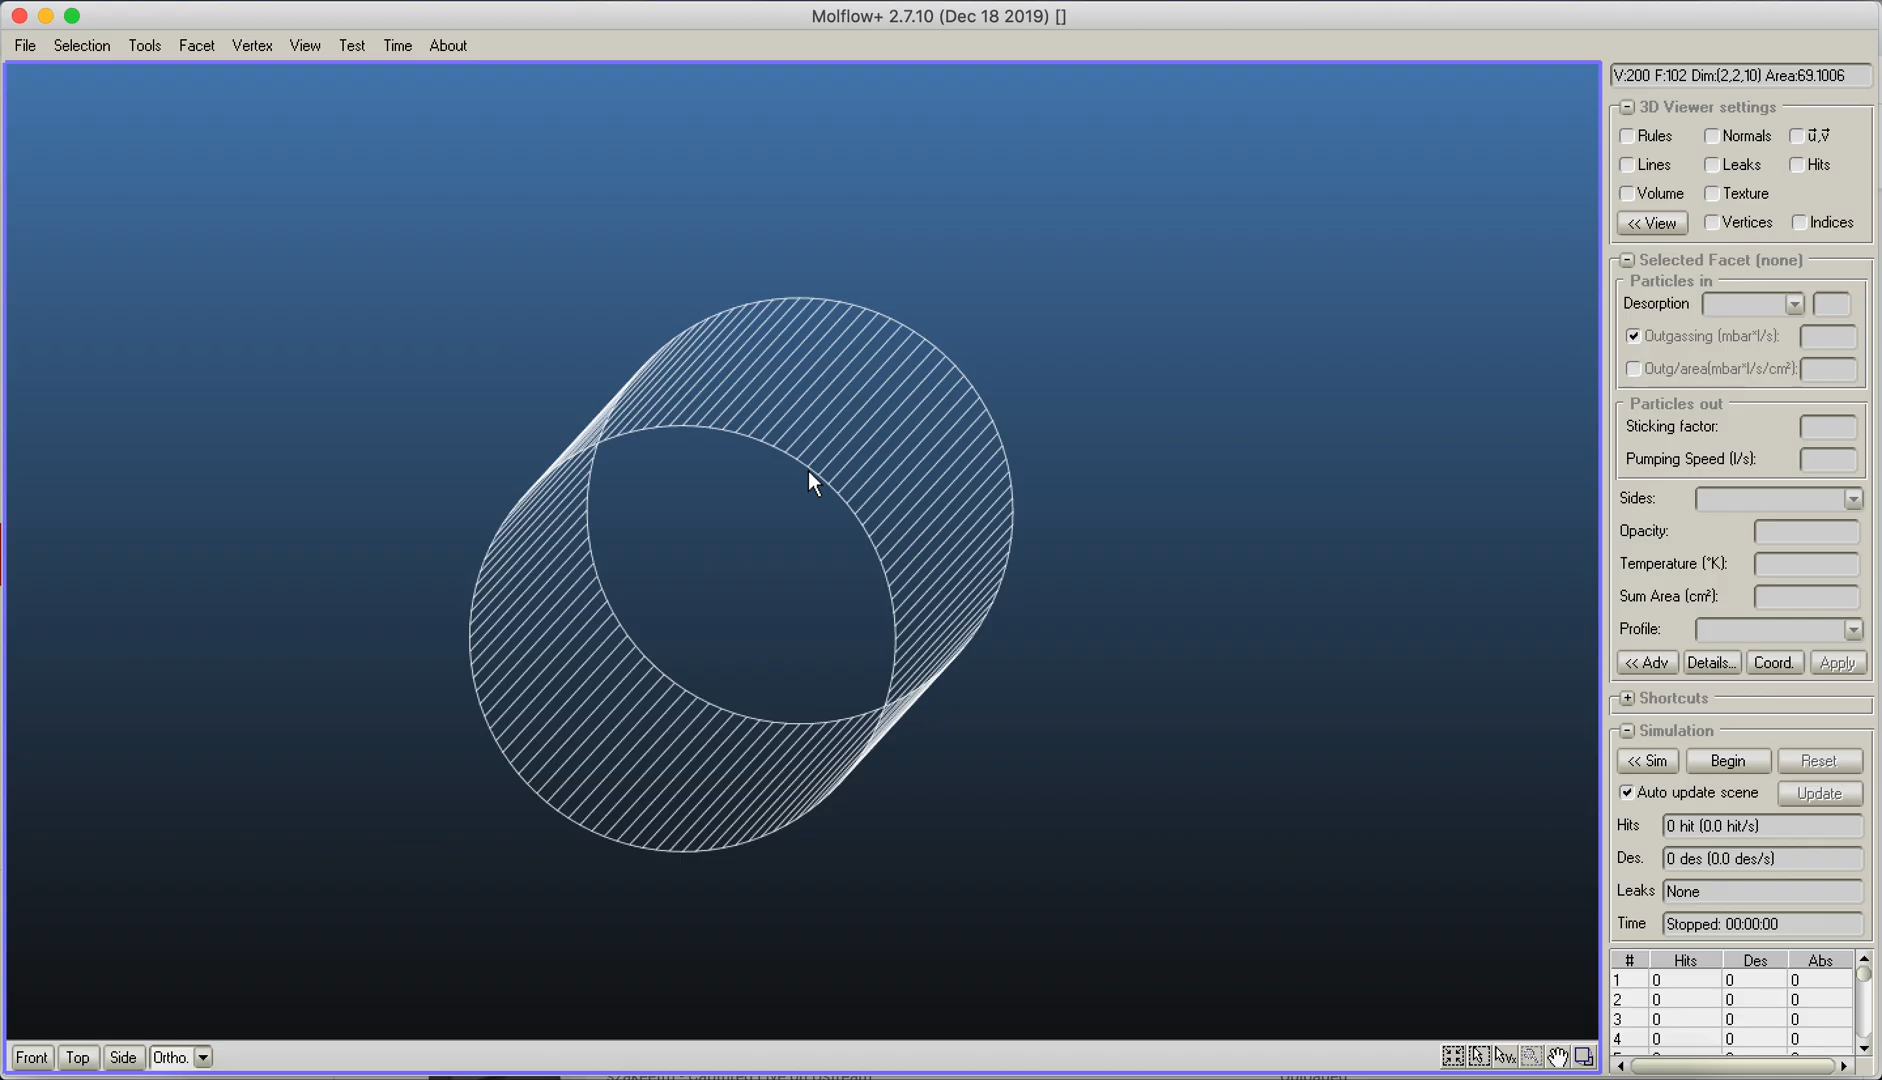 Molflow+ 2.7.10 (Dec 18 2019) []
File Selection Tools Facet Vertex View Test Time About
V:200 F:102 Dim:(2,2,10) Area:69.1006
3D Viewer settings
Rules Normals u⃗,v⃗
Lines Leaks Hits
Volume Texture
<< View Vertices Indices
Selected Facet (none)
Particles in
Desorption
Outgassing (mbar*l/s):
Outg/area(mbar*l/s/cm²):
Particles out
Sticking factor:
Pumping Speed (l/s):
Sides:
Opacity:
Temperature (°K):
Sum Area (cm²):
Profile:
<< Adv Details... Coord. Apply
Shortcuts
Simulation
<< Sim Begin Reset
Auto update scene Update
Hits 0 hit (0.0 hit/s)
Des. 0 des (0.0 des/s)
Leaks None
Time Stopped: 00:00:00
# Hits Des Abs
1 0 0 0
2 0 0 0
3 0 0 0
4 0 0 0
Front Top Side Ortho.
Vx